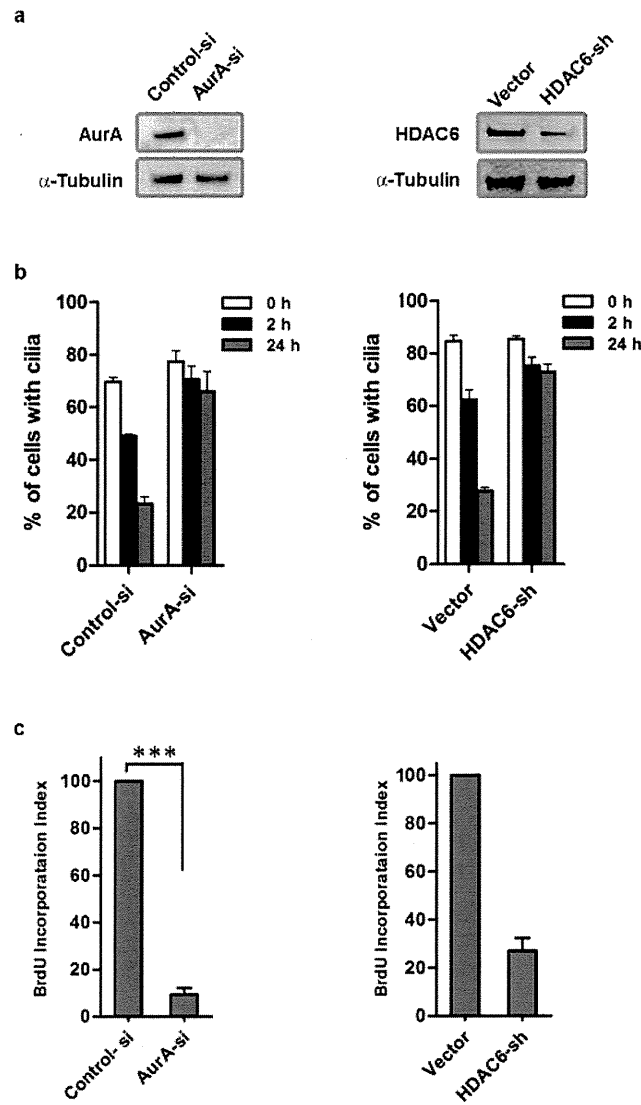 a
Control-si
AurA-si
AurA
α-Tubulin
Vector
HDAC6-sh
HDAC6
α-Tubulin
b
% of cells with cilia
100
80
60
40
20
0
0 h
2 h
24 h
Control-si
AurA-si
% of cells with cilia
100
80
60
40
20
0
0 h
2 h
24 h
Vector
HDAC6-sh
c
BrdU Incorporataion Index
100
80
60
40
20
0
***
Control- si
AurA-si
BrdU Incorporataion Index
100
80
60
40
20
0
Vector
HDAC6-sh